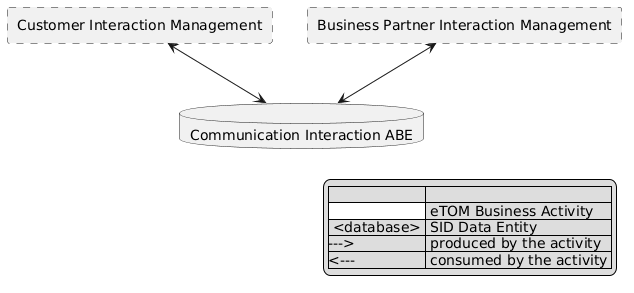 Customer Interaction Management
Business Partner Interaction Management
Communication Interaction ABE
eTOM Business Activity
<database> SID Data Entity
---> produced by the activity
<--- consumed by the activity